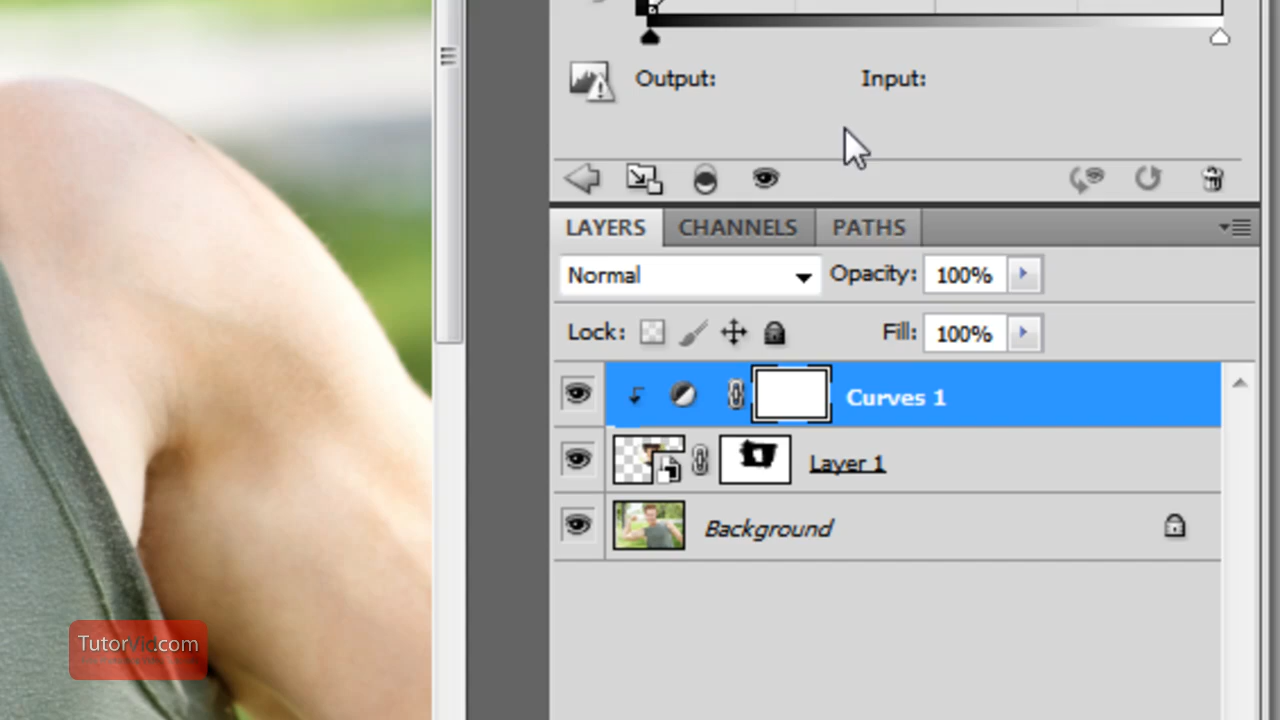 Output: Input:
LAYERS CHANNELS PATHS
Normal Opacity: 100%
Lock: Fill: 100%
Curves 1
Layer 1
Background
TutorVid.com